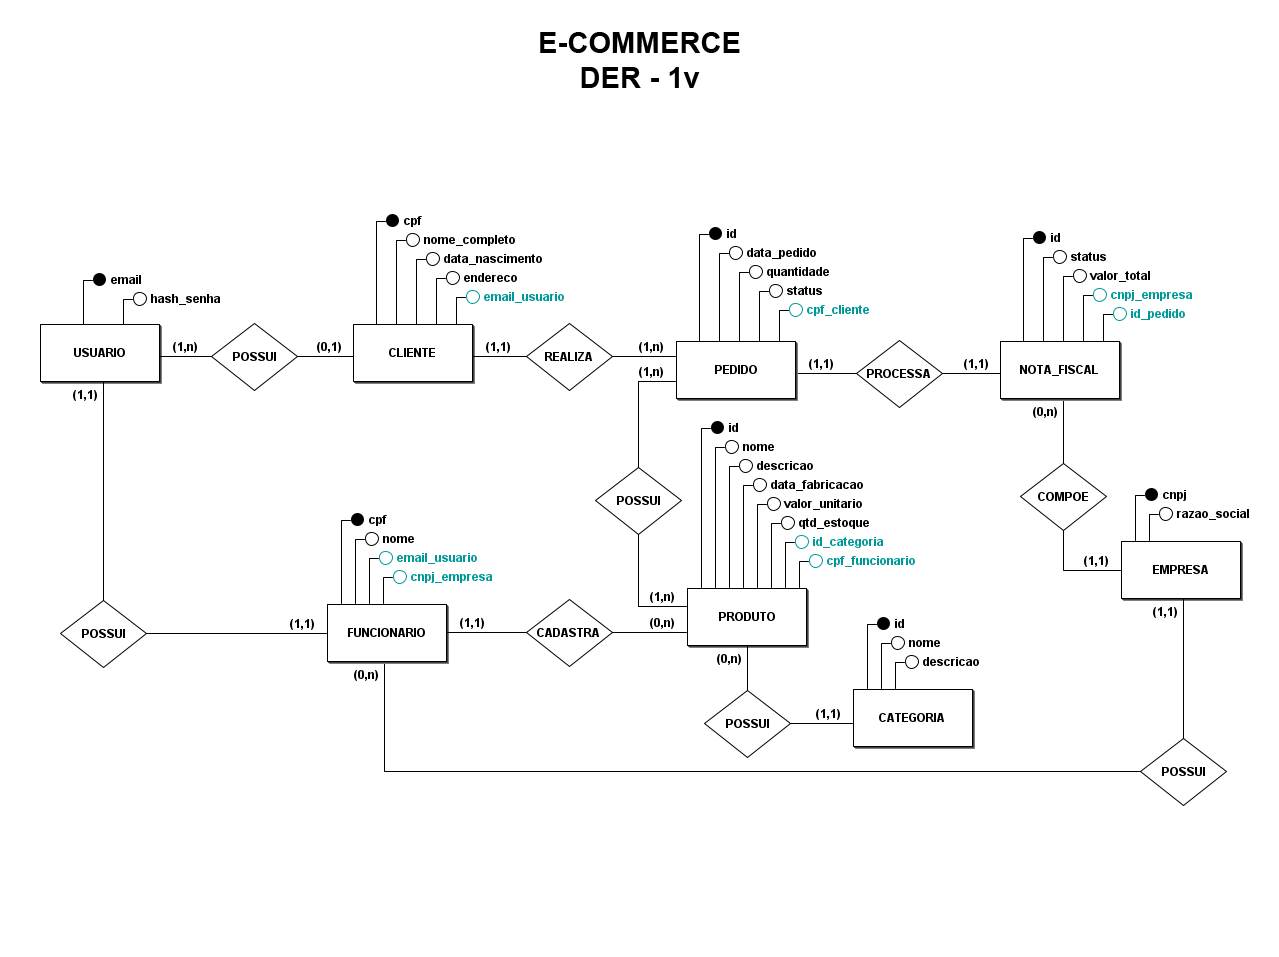 E-COMMERCE
DER - 1v
email
hash_senha
USUARIO
(1,n)
(1,1)
POSSUI
(0,1)
cpf
nome_completo
data_nascimento
endereco
email_usuario
CLIENTE
(1,1)
REALIZA
(1,n)
(1,n)
id
data_pedido
quantidade
status
cpf_cliente
PEDIDO
(1,1)
PROCESSA
(1,1)
id
status
valor_total
cnpj_empresa
id_pedido
NOTA_FISCAL
(0,n)
COMPOE
(1,1)
cnpj
razao_social
EMPRESA
(1,1)
POSSUI
POSSUI
(1,n)
id
nome
descricao
data_fabricacao
valor_unitario
qtd_estoque
id_categoria
cpf_funcionario
PRODUTO
(0,n)
(0,n)
POSSUI
(1,1)
id
nome
descricao
CATEGORIA
POSSUI
(1,1)
cpf
nome
email_usuario
cnpj_empresa
FUNCIONARIO
(1,1)
(0,n)
CADASTRA